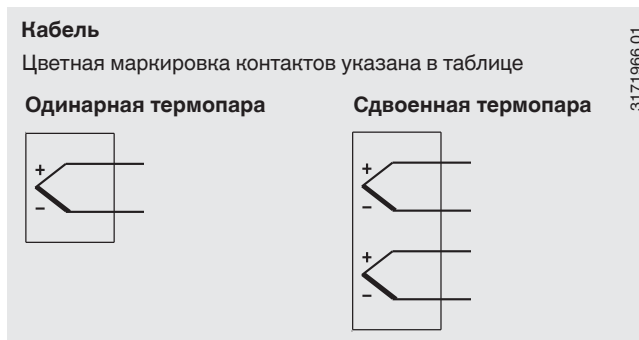 Кабель
Цветная маркировка контактов указана в таблице
Одинарная термопара
Сдвоенная термопара
+
–
+
–
+
–
3171966.01